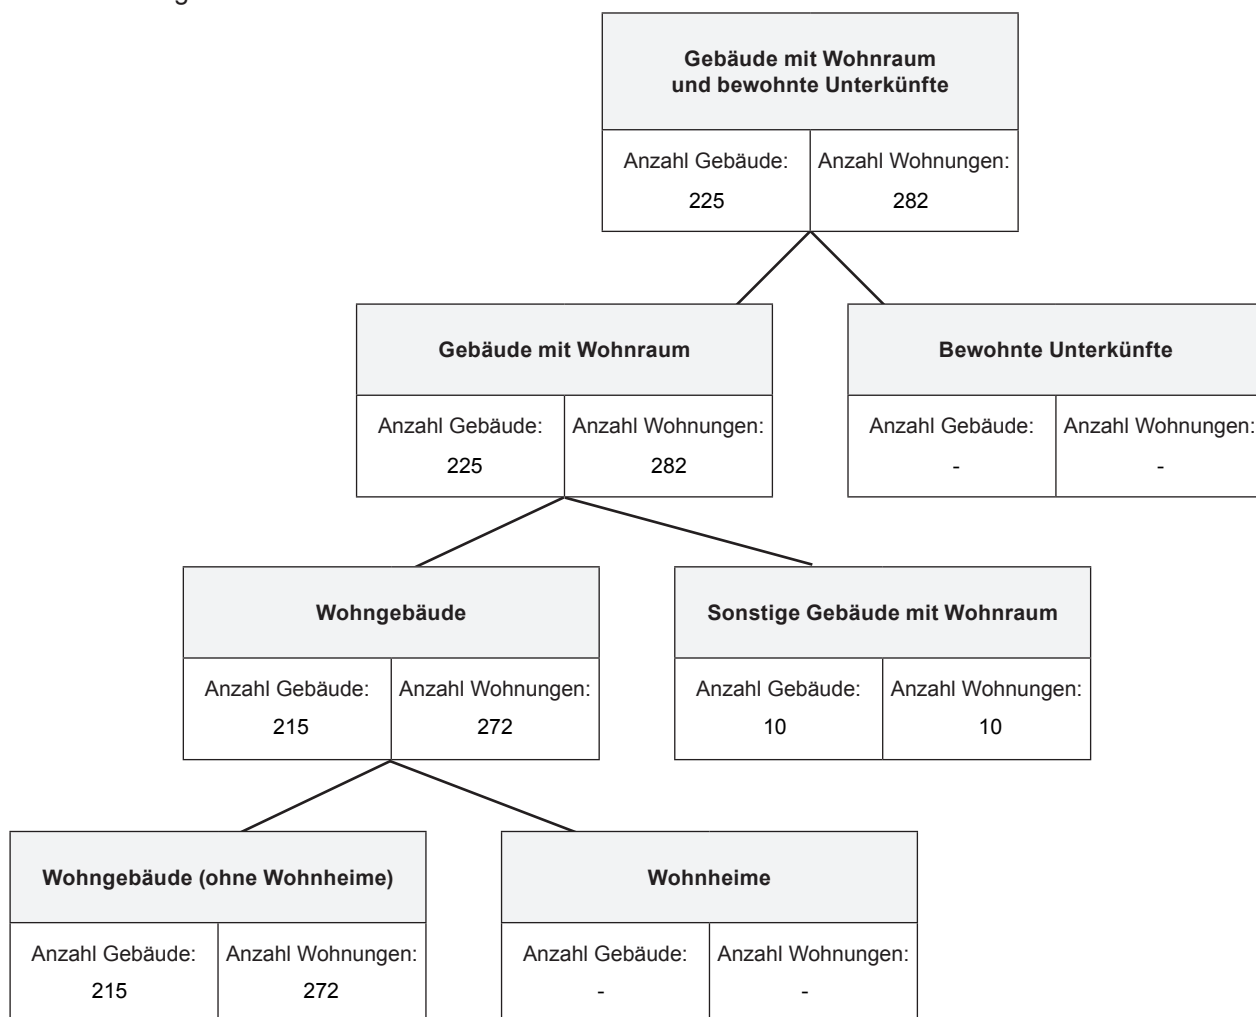 Gebäude mit Wohnraum
und bewohnte Unterkünfte
Anzahl Gebäude: Anzahl Wohnungen:
225 282
Gebäude mit Wohnraum
Anzahl Gebäude: Anzahl Wohnungen:
225 282
Bewohnte Unterkünfte
Anzahl Gebäude: Anzahl Wohnungen:
- -
Wohngebäude
Anzahl Gebäude: Anzahl Wohnungen:
215 272
Sonstige Gebäude mit Wohnraum
Anzahl Gebäude: Anzahl Wohnungen:
10 10
Wohngebäude (ohne Wohnheime)
Anzahl Gebäude: Anzahl Wohnungen:
215 272
Wohnheime
Anzahl Gebäude: Anzahl Wohnungen:
- -